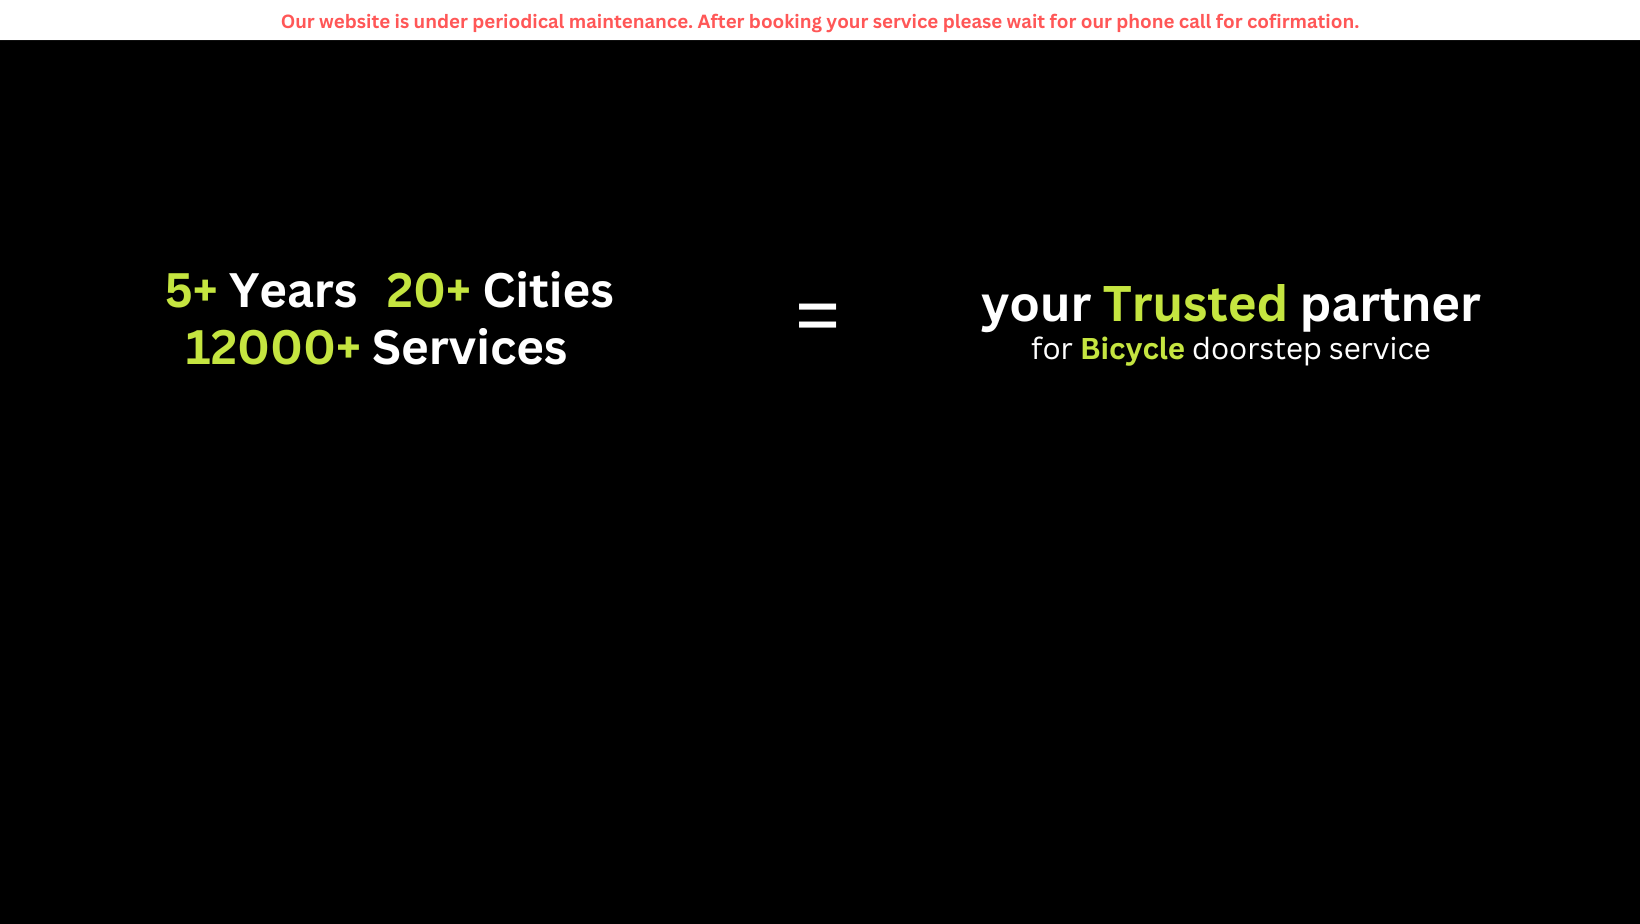 Our website is under periodical maintenance. After booking your service please wait for our phone call for cofirmation.
5+ Years 20+ Cities
12000+ Services
=
your Trusted partner
for Bicycle doorstep service